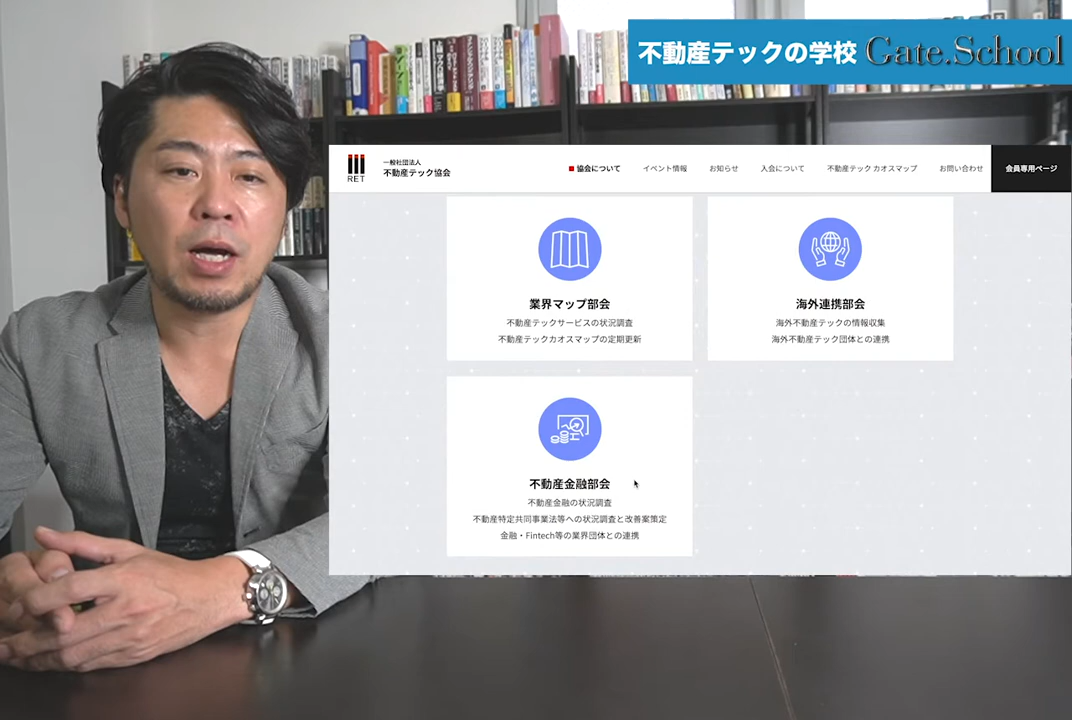 不動産テックの学校 Gate.School
RET
一般社団法人
不動産テック協会
協会について
イベント情報
お知らせ
入会について
不動産テック カオスマップ
お問い合わせ
会員専用ページ
業界マップ部会
不動産テックサービスの状況調査
不動産テックカオスマップの定期更新
海外連携部会
海外不動産テックの情報収集
海外不動産テック団体との連携
不動産金融部会
不動産金融の状況調査
不動産特定共同事業法等への状況調査と改善案策定
金融・Fintech等の業界団体との連携